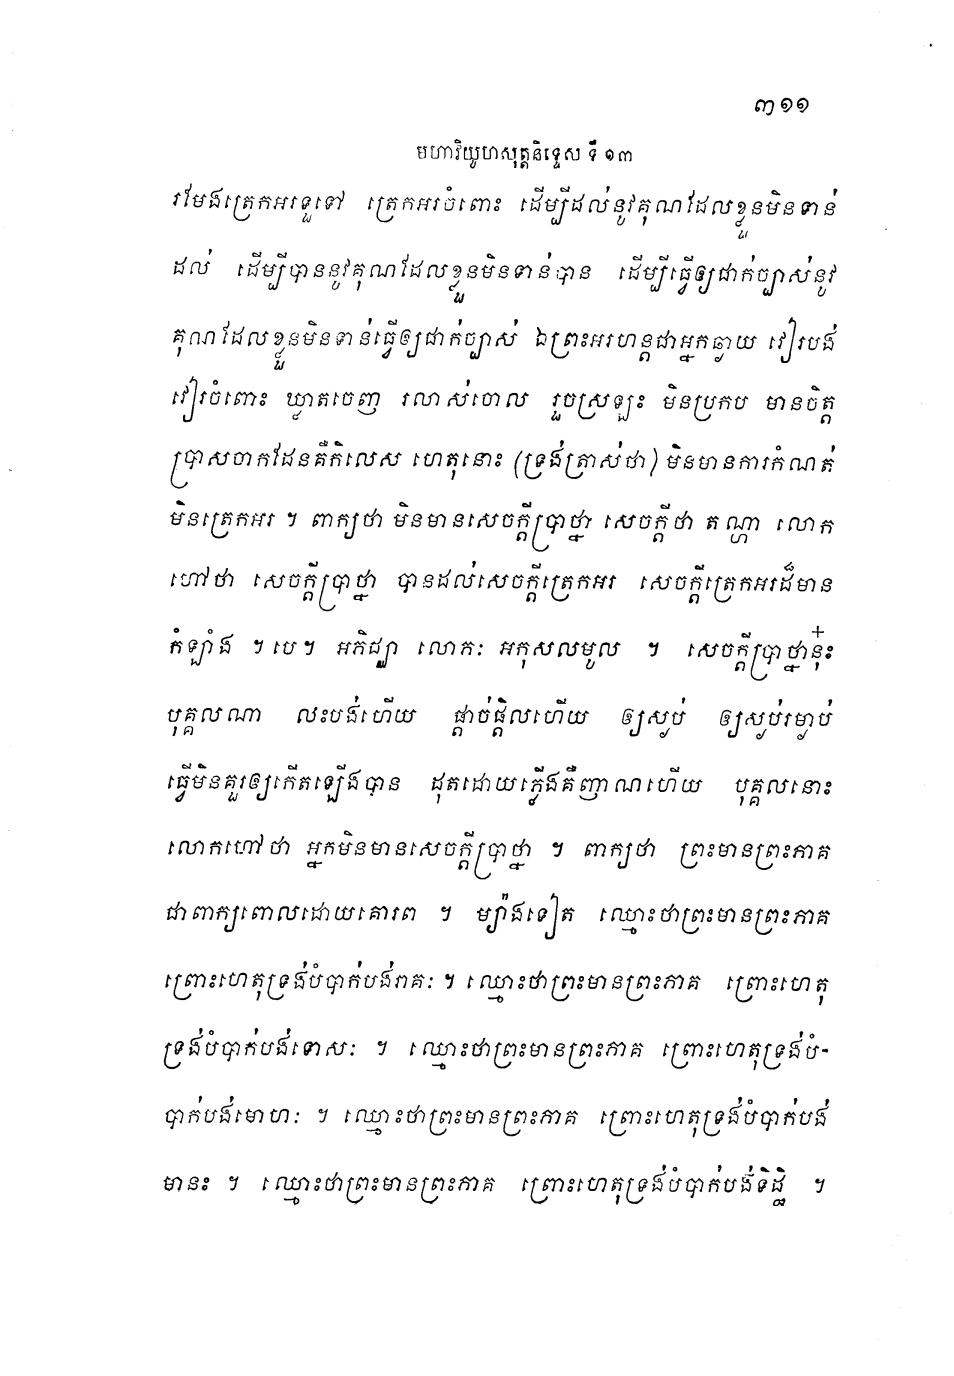 ៣១១
មហាវិយូហសុត្តនិទ្ទេស ទី ១៣
រមែងត្រេកអរទួទៅ ត្រេកអរចំពោះ ដើម្បីដល់នូវគុណដែលខ្លួនមិនទាន់
ដល់ ដើម្បីបាននូវគុណដែលខ្លួនមិនទាន់បាន ដើម្បីធ្វើឲ្យជាក់ច្បាស់នូវ
គុណដែលខ្លួនមិនទាន់ធ្វើឲ្យជាក់ច្បាស់ ឯព្រះអរហន្តជាអ្នកឆ្ងាយ វៀរបង់
វៀរចំពោះ ឃ្លាតចេញ រលាស់ចោល រួចស្រឡះ មិនប្រកប មានចិត្ត
ប្រាសចាកដែនគឺកិលេស ហេតុនោះ (ទ្រង់ត្រាស់ថា) មិនមានការកំណត់
មិនត្រេកអរ ។ ពាក្យថា មិនមានសេចក្តីប្រាថ្នា សេចក្តីថា តណ្ហា លោក
ហៅថា សេចក្តីប្រាថ្នា បានដល់សេចក្តីត្រេកអរ សេចក្តីត្រេកអរដ៏មាន
កំឡាំង ។ បេ។ អភិជ្ឈា លោភៈ អកុសលមូល ។ សេចក្តីប្រាថ្នានុ៎ះ
បុគ្គលណា លះបង់ហើយ ផ្តាច់ផ្តិលហើយ ឲ្យស្ងប់ ឲ្យស្ងប់រម្ងាប់
ធ្វើមិនគួរឲ្យកើតឡើងបាន ដុតដោយភ្លើងគឺញាណហើយ បុគ្គលនោះ
លោកហៅថា អ្នកមិនមានសេចក្តីប្រាថ្នា ។ ពាក្យថា ព្រះមានព្រះភាគ
ជាពាក្យពោលដោយគោរព ។ ម្យ៉ាងទៀត ឈ្មោះថាព្រះមានព្រះភាគ
ព្រោះហេតុទ្រង់បំបាក់បង់រាគៈ ។ ឈ្មោះថាព្រះមានព្រះភាគ ព្រោះហេតុ
ទ្រង់បំបាក់បង់ទោសៈ ។ ឈ្មោះថាព្រះមានព្រះភាគ ព្រោះហេតុទ្រង់បំ-
បាក់បង់មោហៈ ។ ឈ្មោះថាព្រះមានព្រះភាគ ព្រោះហេតុទ្រង់បំបាក់បង់
មានះ ។ ឈ្មោះថាព្រះមានព្រះភាគ ព្រោះហេតុទ្រង់បំបាក់បង់ទិដ្ឋិ ។